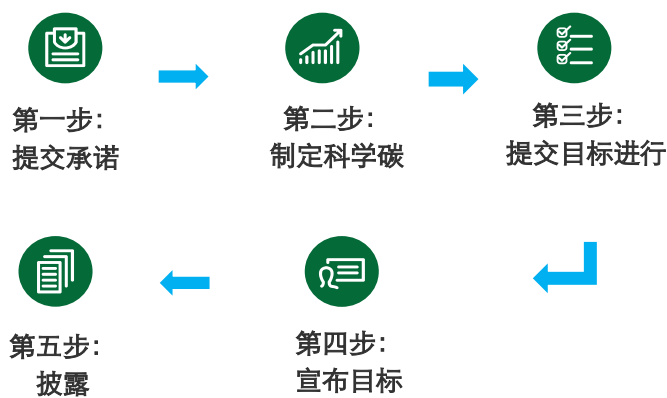 第一步：
提交承诺
第二步：
制定科学碳
第三步：
提交目标进行
第四步：
宣布目标
第五步：
披露